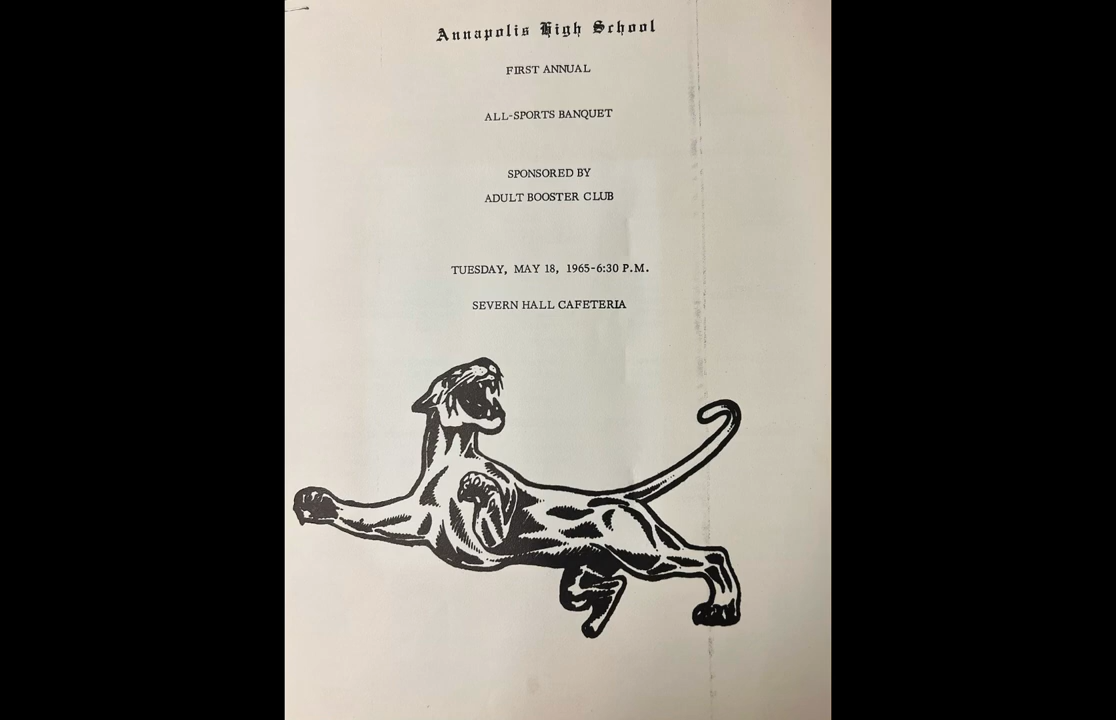 Annapolis High School
FIRST ANNUAL
ALL-SPORTS BANQUET
SPONSORED BY
ADULT BOOSTER CLUB
TUESDAY, MAY 18, 1965-6:30 P.M.
SEVERN HALL CAFETERIA